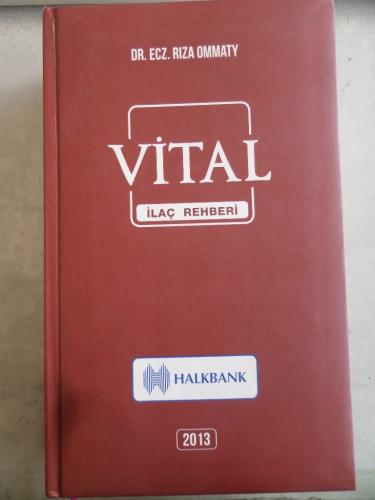 DR. ECZ. RIZA OMMATY
VİTAL
İLAÇ REHBERİ
HALKBANK
2013